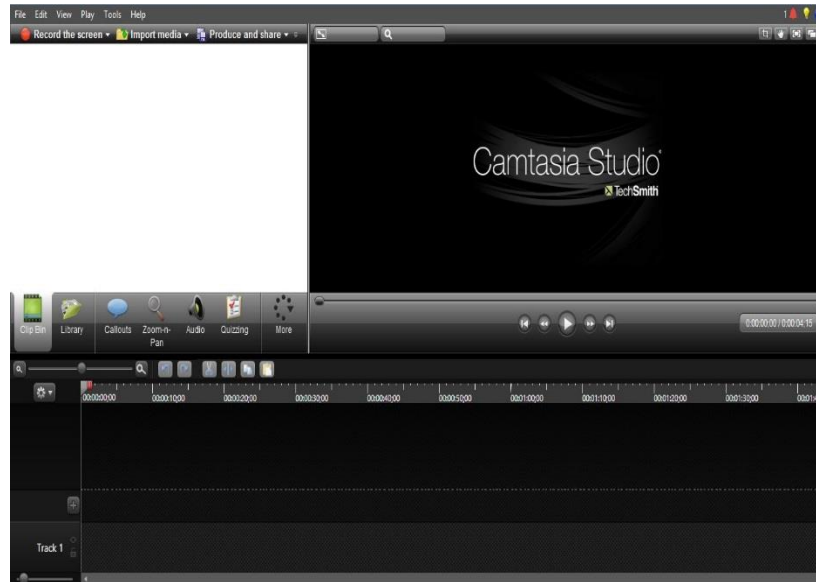 File Edit View Play Tools Help
1
Record the screen Import media Produce and share
Camtasia Studio
TechSmith
Clip Bin Library Callouts Zoom-n-Pan Audio Quizzing More
0:00:00;00 / 0:00:04;15
00:00:00;00 00:00:10;00 00:00:20;00 00:00:30;00 00:00:40;00 00:00:50;00 00:01:00;00 00:01:10;00 00:01:20;00 00:01:30;00
Track 1